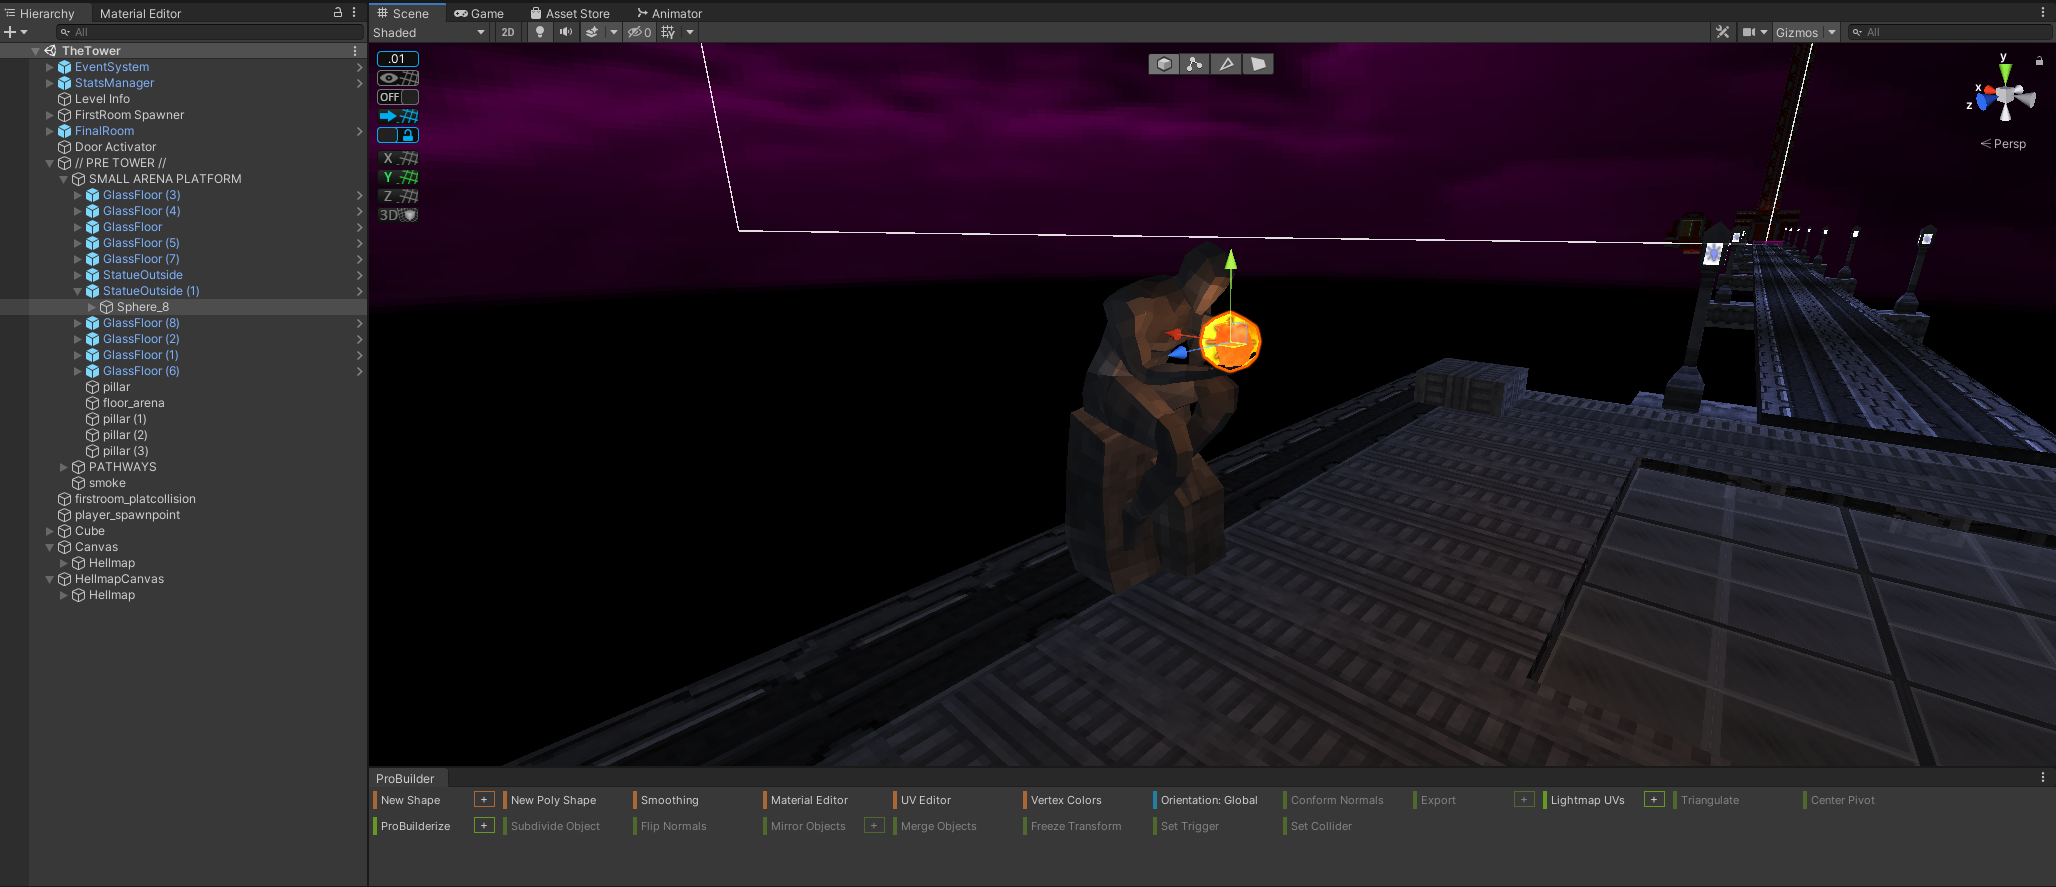 Hierarchy
Material Editor
All
TheTower
EventSystem
StatsManager
Level Info
FirstRoom Spawner
FinalRoom
Door Activator
// PRE TOWER //
SMALL ARENA PLATFORM
GlassFloor (3)
GlassFloor (4)
GlassFloor
GlassFloor (5)
GlassFloor (7)
StatueOutside
StatueOutside (1)
Sphere_8
GlassFloor (8)
GlassFloor (2)
GlassFloor (1)
GlassFloor (6)
pillar
floor_arena
pillar (1)
pillar (2)
pillar (3)
PATHWAYS
smoke
firstroom_platcollision
player_spawnpoint
Cube
Canvas
Hellmap
HellmapCanvas
Hellmap
Scene
Game
Asset Store
Animator
Shaded
2D
0
Gizmos
All
.01
OFF
X
Y
Z
3D
y
x
z
Persp
ProBuilder
New Shape + New Poly Shape Smoothing Material Editor UV Editor Vertex Colors Orientation: Global Conform Normals Export + Lightmap UVs + Triangulate Center Pivot
ProBuilderize + Subdivide Object Flip Normals Mirror Objects + Merge Objects Freeze Transform Set Trigger Set Collider